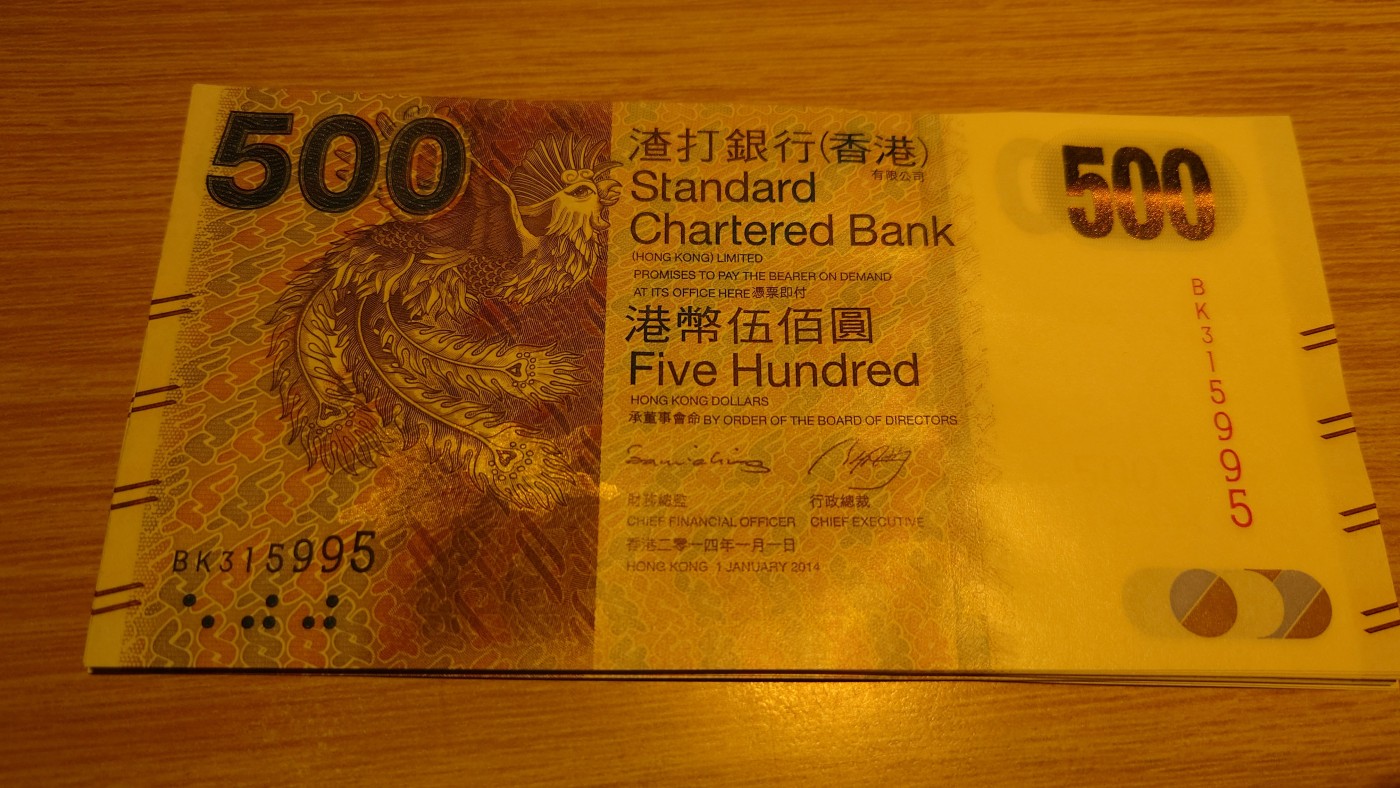 500
渣打銀行(香港)
有限公司
Standard
Chartered Bank
(HONG KONG) LIMITED
PROMISES TO PAY THE BEARER ON DEMAND
AT ITS OFFICE HERE 憑票即付
港幣伍佰圓
Five Hundred
HONG KONG DOLLARS
承董事會命 BY ORDER OF THE BOARD OF DIRECTORS
財務總監
CHIEF FINANCIAL OFFICER
行政總裁
CHIEF EXECUTIVE
香港二零一四年一月一日
HONG KONG 1 JANUARY 2014
BK315995
500
BK315995